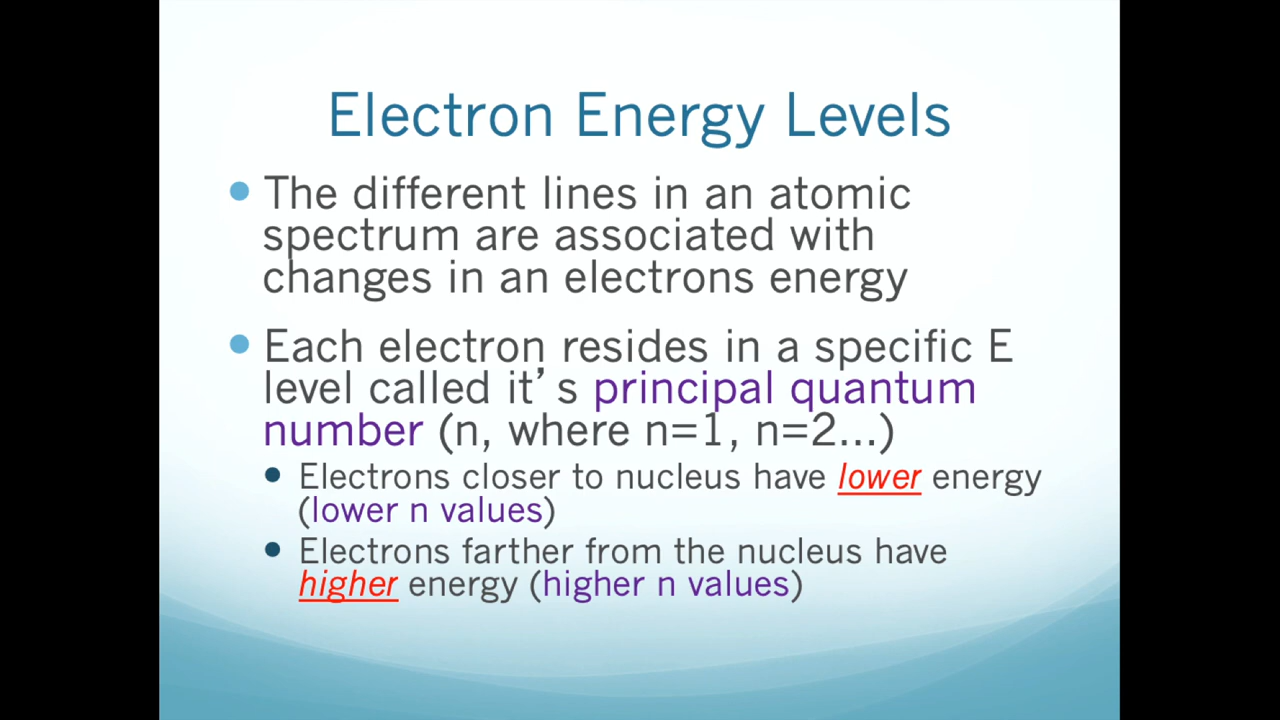 Electron Energy Levels
• The different lines in an atomic
spectrum are associated with
changes in an electrons energy
• Each electron resides in a specific E
level called it’s principal quantum
number (n, where n=1, n=2…)
• Electrons closer to nucleus have lower energy
(lower n values)
• Electrons farther from the nucleus have
higher energy (higher n values)